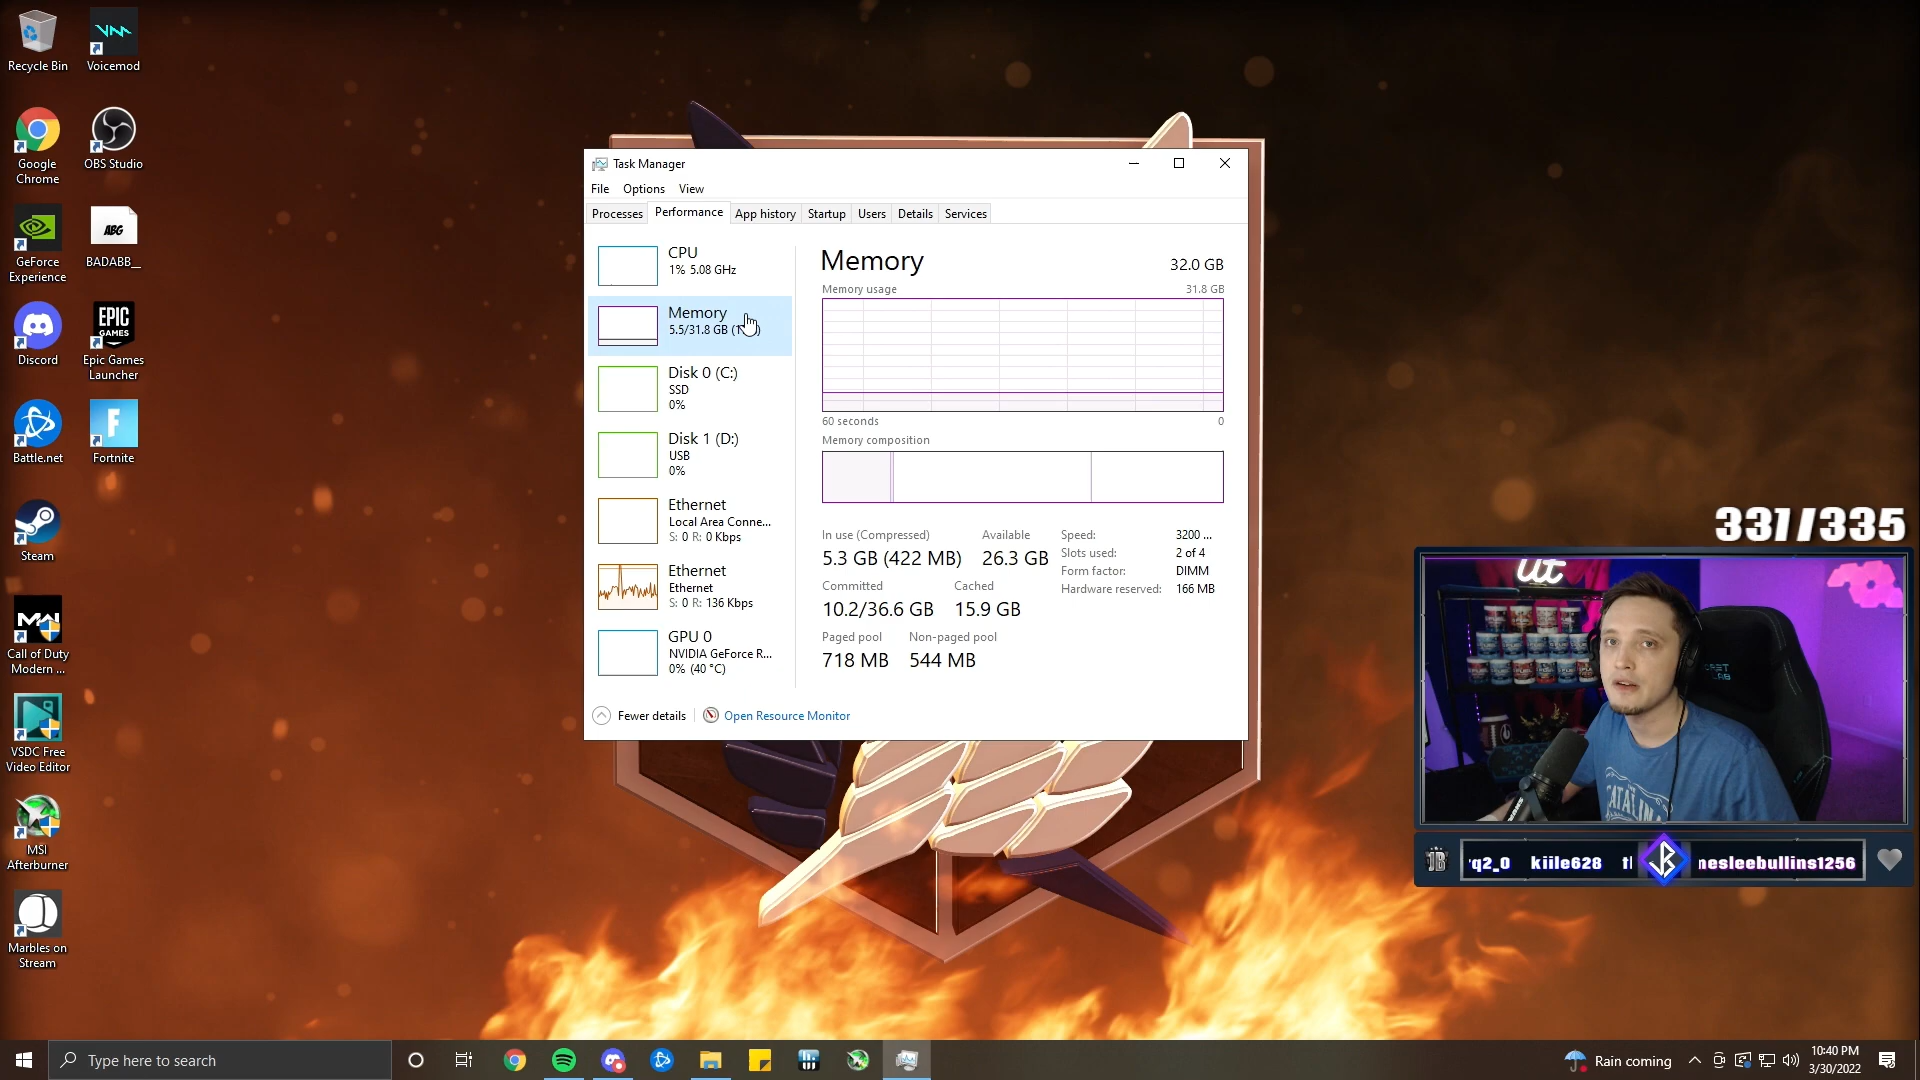 Recycle Bin
Voicemod
Google
Chrome
OBS Studio
GeForce
Experience
ABG
BADABB__
Discord
EPIC
GAMES
Epic Games
Launcher
Battle.net
Fortnite
Steam
Call of Duty
Modern ...
VSDC Free
Video Editor
MSI
Afterburner
Marbles on
Stream
Task Manager
File Options View
Processes Performance App history Startup Users Details Services
CPU
1% 5.08 GHz
Memory
5.5/31.8 GB
Disk 0 (C:)
SSD
0%
Disk 1 (D:)
USB
0%
Ethernet
Local Area Conne...
S: 0 R: 0 Kbps
Ethernet
Ethernet
S: 0 R: 136 Kbps
GPU 0
NVIDIA GeForce R...
0% (40 °C)
Memory 32.0 GB
Memory usage 31.8 GB
60 seconds 0
Memory composition
In use (Compressed) Available
5.3 GB (422 MB) 26.3 GB
Committed Cached
10.2/36.6 GB 15.9 GB
Paged pool Non-paged pool
718 MB 544 MB
Speed: 3200 ...
Slots used: 2 of 4
Form factor: DIMM
Hardware reserved: 166 MB
Fewer details Open Resource Monitor
331/335
ut
q2_0 kiile628 mesleebullins1256
Type here to search
Rain coming
10:40 PM
3/30/2022